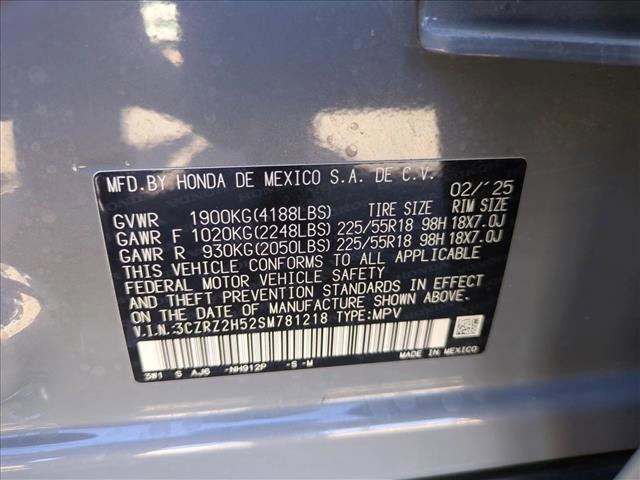 MFD.BY HONDA DE MEXICO S.A. DE C.V. 02/'25
TIRE SIZE RIM SIZE
GVWR 1900KG(4188LBS)
GAWR F 1020KG(2248LBS) 225/55R18 98H 18X7.0J
GAWR R 930KG(2050LBS) 225/55R18 98H 18X7.0J
THIS VEHICLE CONFORMS TO ALL APPLICABLE
FEDERAL MOTOR VEHICLE SAFETY
AND THEFT PREVENTION STANDARDS IN EFFECT
ON THE DATE OF MANUFACTURE SHOWN ABOVE.
V.I.N.:3CZRZ2H52SM781218 TYPE:MPV
MADE IN MEXICO
3W1 S AJ6 -NH912P -S -M